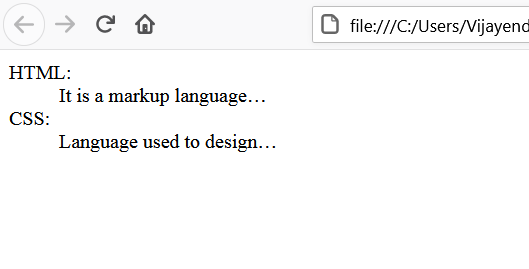 file:///C:/Users/Vijayend
HTML:
It is a markup language…
CSS:
Language used to design…